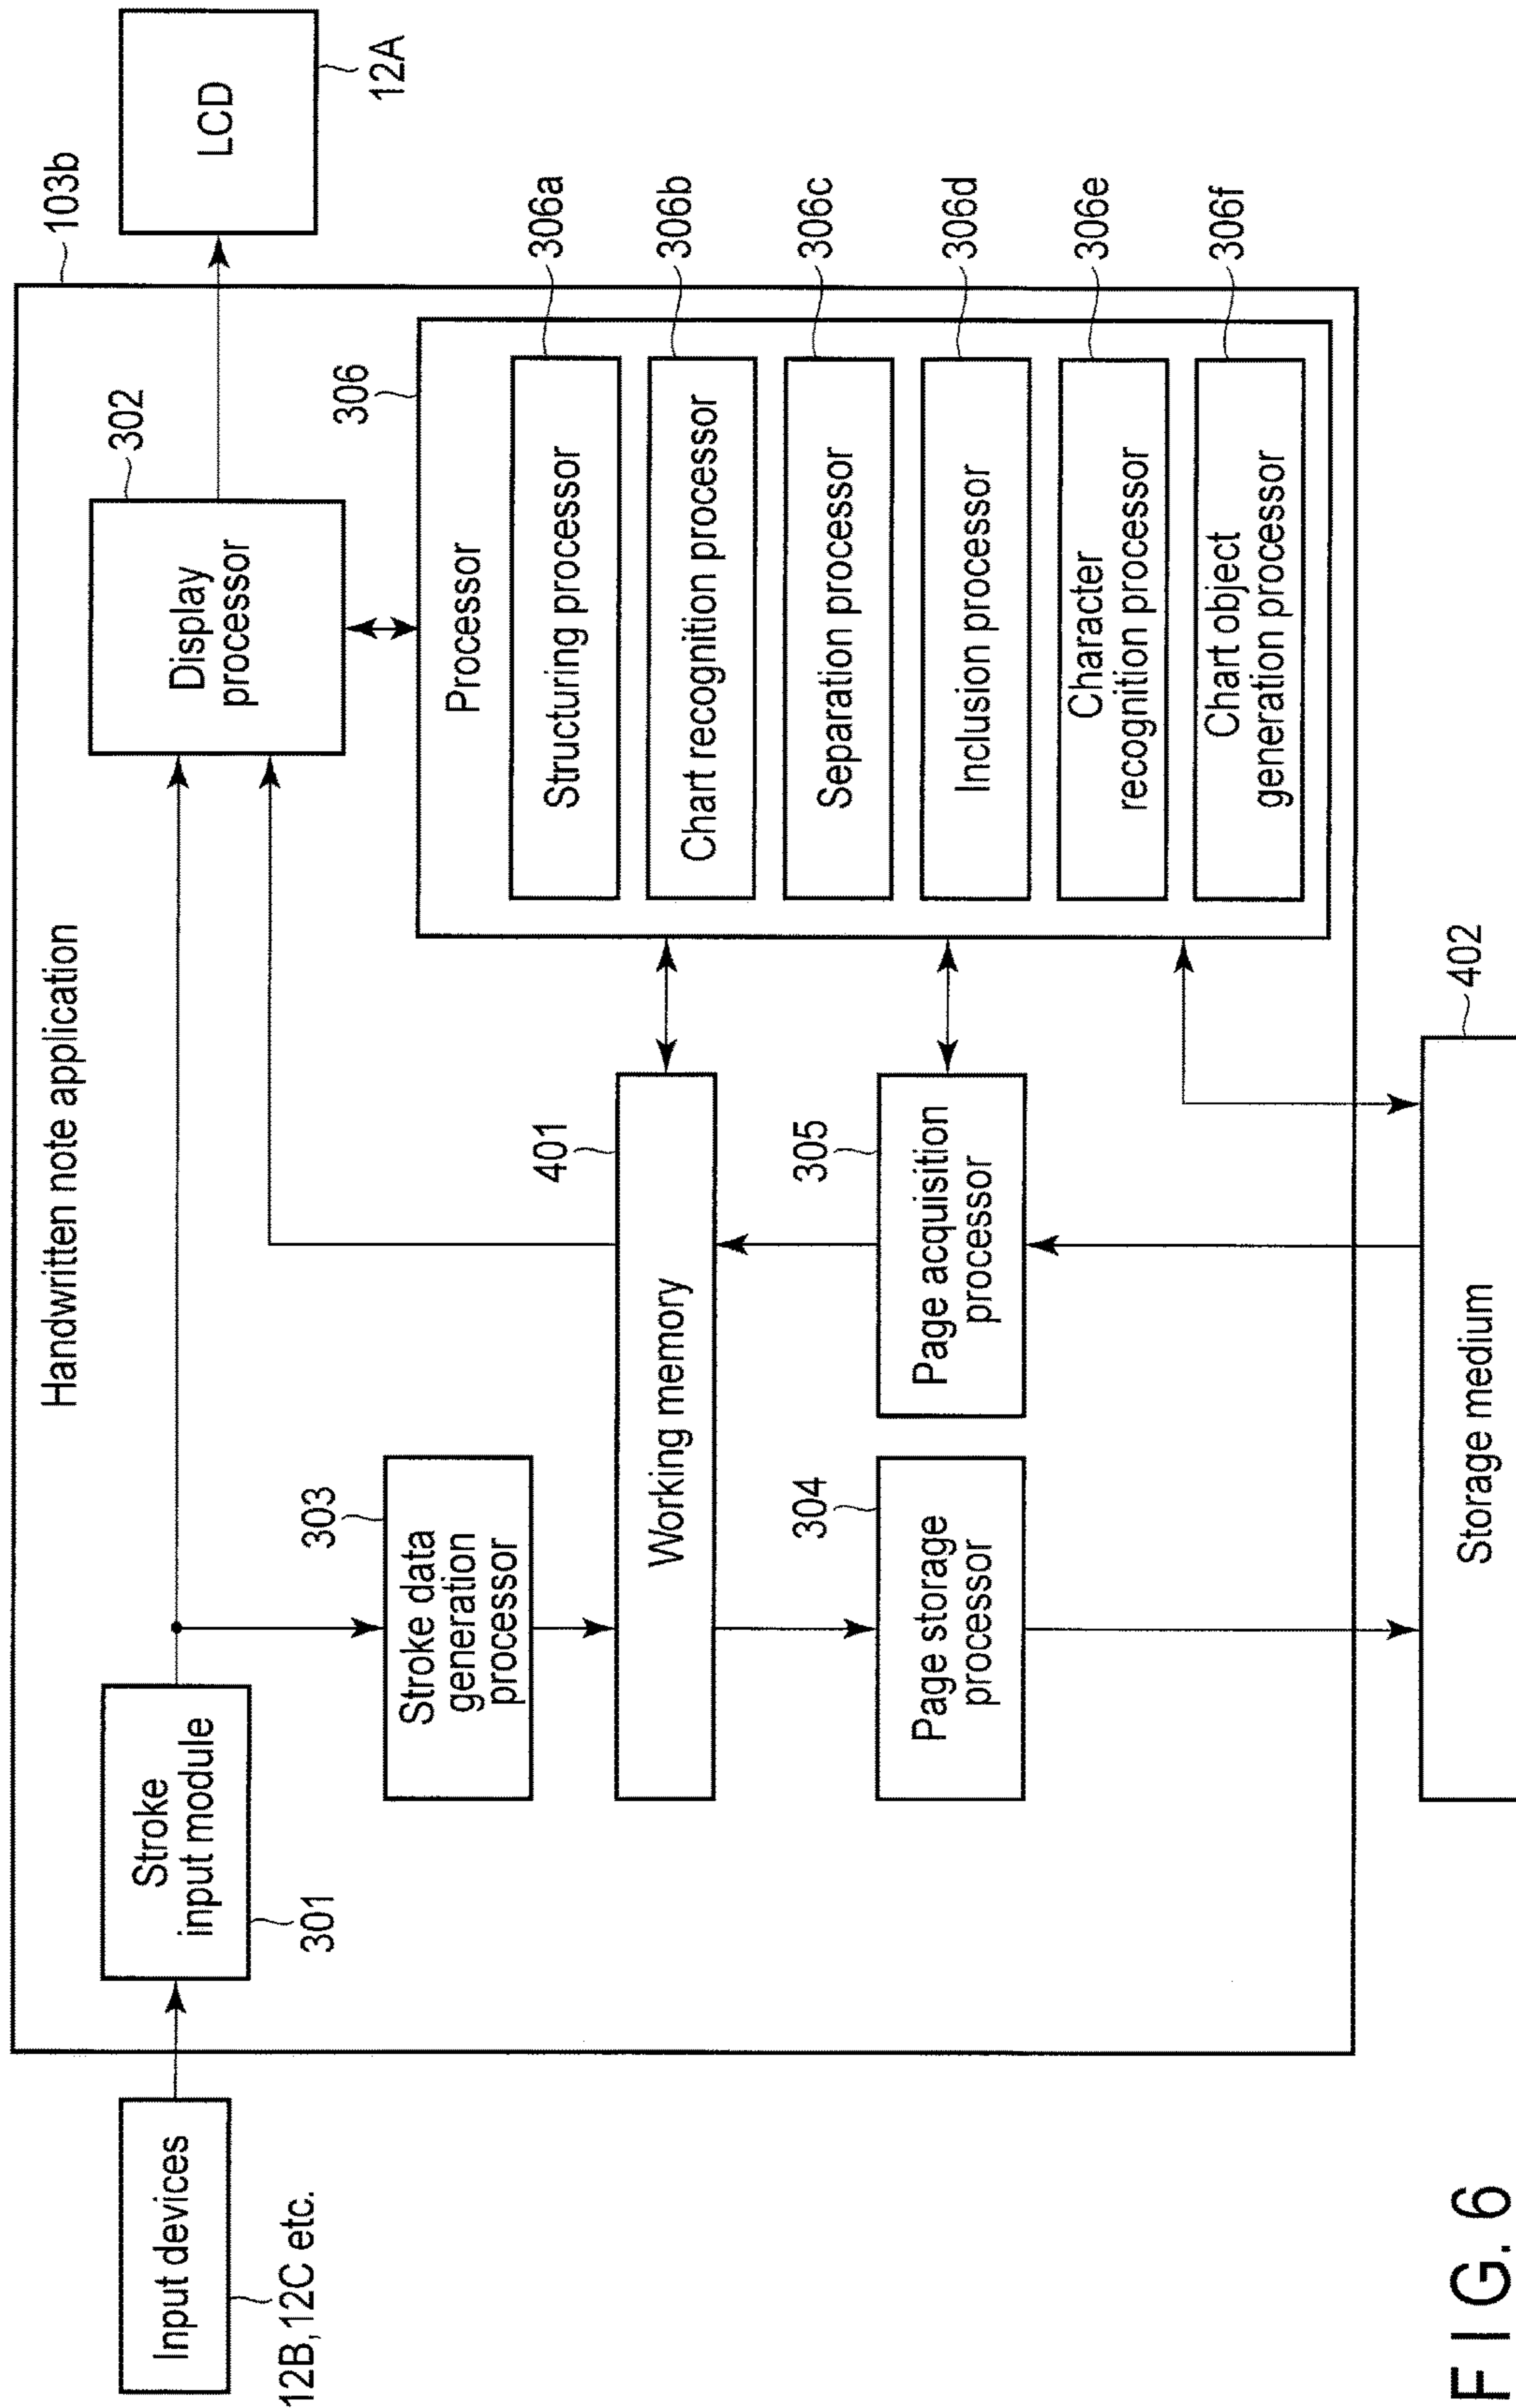 Handwritten note application
103b
Input devices
12B,12C etc.
Stroke
input module
301
Display
processor
302
LCD
12A
Stroke data
generation
processor
303
Working memory
401
Page storage
processor
304
Page acquisition
processor
305
Processor
306
Structuring processor
306a
Chart recognition processor
306b
Separation processor
306c
Inclusion processor
306d
Character
recognition processor
306e
Chart object
generation processor
306f
Storage medium
402
FIG. 6